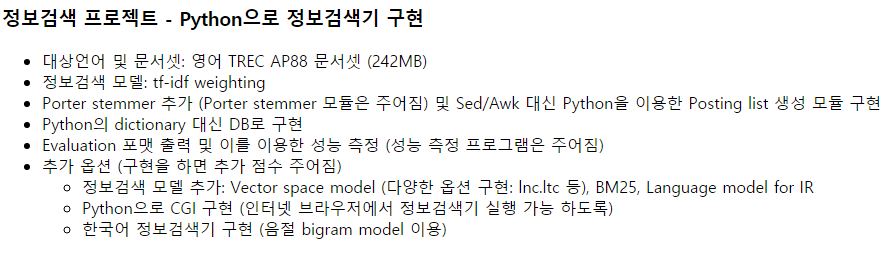 정보검색 프로젝트 - Python으로 정보검색기 구현
• 대상언어 및 문서셋: 영어 TREC AP88 문서셋 (242MB)
• 정보검색 모델: tf-idf weighting
• Porter stemmer 추가 (Porter stemmer 모듈은 주어짐) 및 Sed/Awk 대신 Python을 이용한 Posting list 생성 모듈 구현
• Python의 dictionary 대신 DB로 구현
• Evaluation 포맷 출력 및 이를 이용한 성능 측정 (성능 측정 프로그램은 주어짐)
• 추가 옵션 (구현을 하면 추가 점수 주어짐)
◦ 정보검색 모델 추가: Vector space model (다양한 옵션 구현: lnc.ltc 등), BM25, Language model for IR
◦ Python으로 CGI 구현 (인터넷 브라우저에서 정보검색기 실행 가능 하도록)
◦ 한국어 정보검색기 구현 (음절 bigram model 이용)